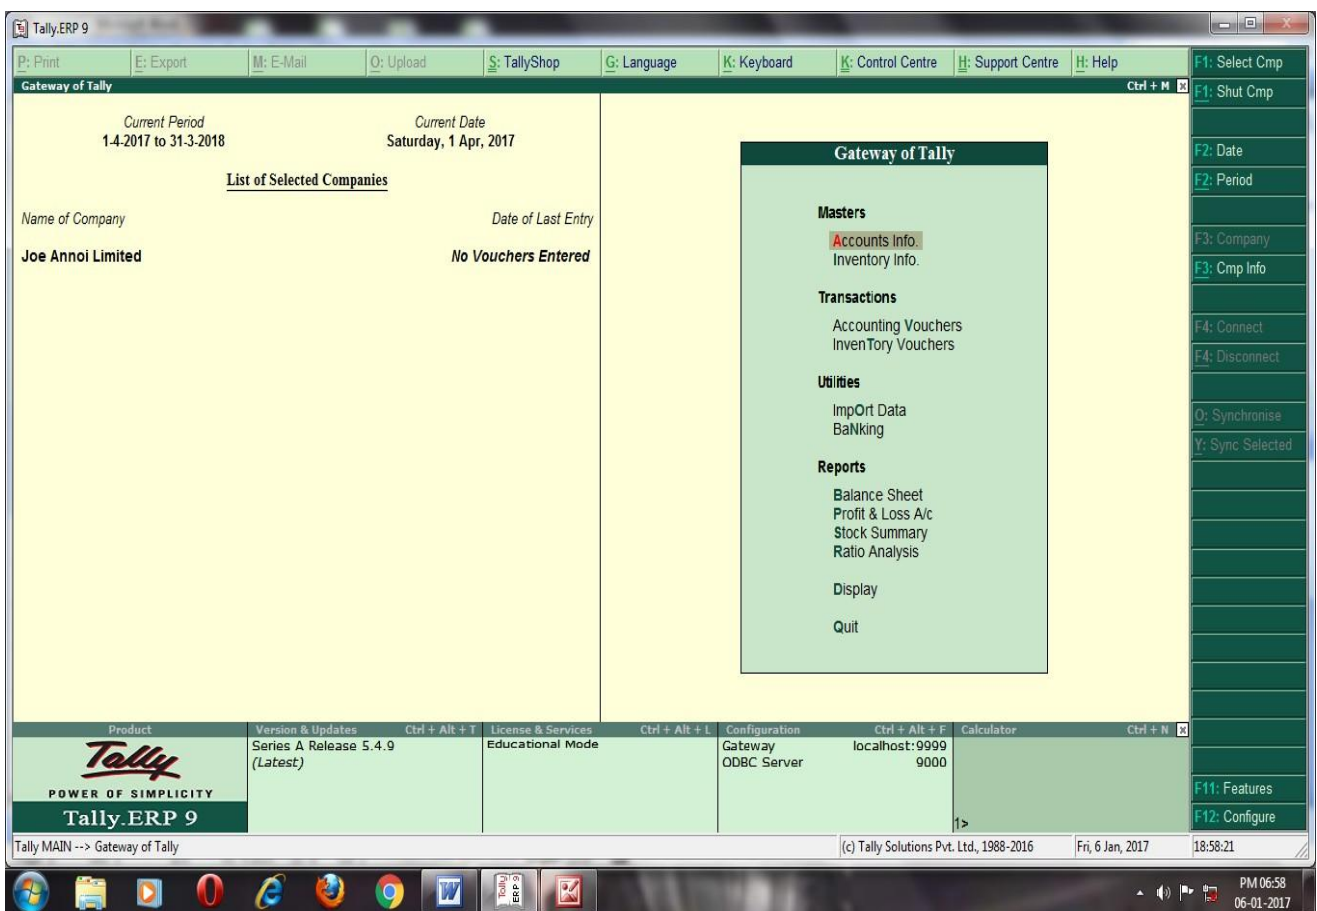 Tally.ERP 9
P: Print E: Export M: E-Mail O: Upload S: TallyShop G: Language K: Keyboard K: Control Centre H: Support Centre H: Help
Gateway of Tally Ctrl + M
Current Period Current Date
1-4-2017 to 31-3-2018 Saturday, 1 Apr, 2017
List of Selected Companies
Name of Company Date of Last Entry
Joe Annoi Limited No Vouchers Entered
Gateway of Tally
Masters
Accounts Info.
Inventory Info.
Transactions
Accounting Vouchers
InvenTory Vouchers
Utilities
ImpOrt Data
BaNking
Reports
Balance Sheet
Profit & Loss A/c
Stock Summary
Ratio Analysis
Display
Quit
F1: Select Cmp
F1: Shut Cmp
F2: Date
F2: Period
F3: Company
F3: Cmp Info
F4: Connect
F4: Disconnect
O: Synchronise
Y: Sync Selected
F11: Features
F12: Configure
Product
Tally
POWER OF SIMPLICITY
Tally.ERP 9
Version & Updates Ctrl + Alt + T
Series A Release 5.4.9
(Latest)
License & Services Ctrl + Alt + L
Educational Mode
Configuration Ctrl + Alt + F
Gateway localhost:9999
ODBC Server 9000
Calculator Ctrl + N
1>
Tally MAIN --> Gateway of Tally (c) Tally Solutions Pvt. Ltd., 1988-2016 Fri, 6 Jan, 2017 18:58:21
Tally
ERP 9
PM 06:58
06-01-2017